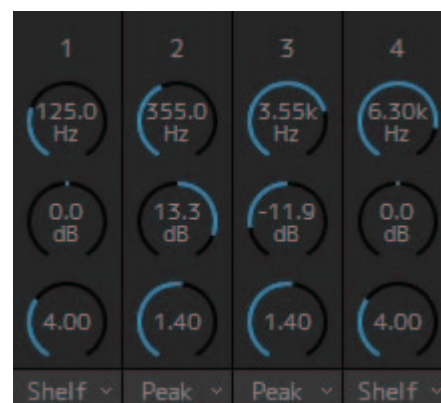 1 2 3 4
125.0 355.0 3.55k 6.30k
Hz Hz Hz Hz
0.0 13.3 -11.9 0.0
dB dB dB dB
4.00 1.40 1.40 4.00
Shelf Peak Peak Shelf